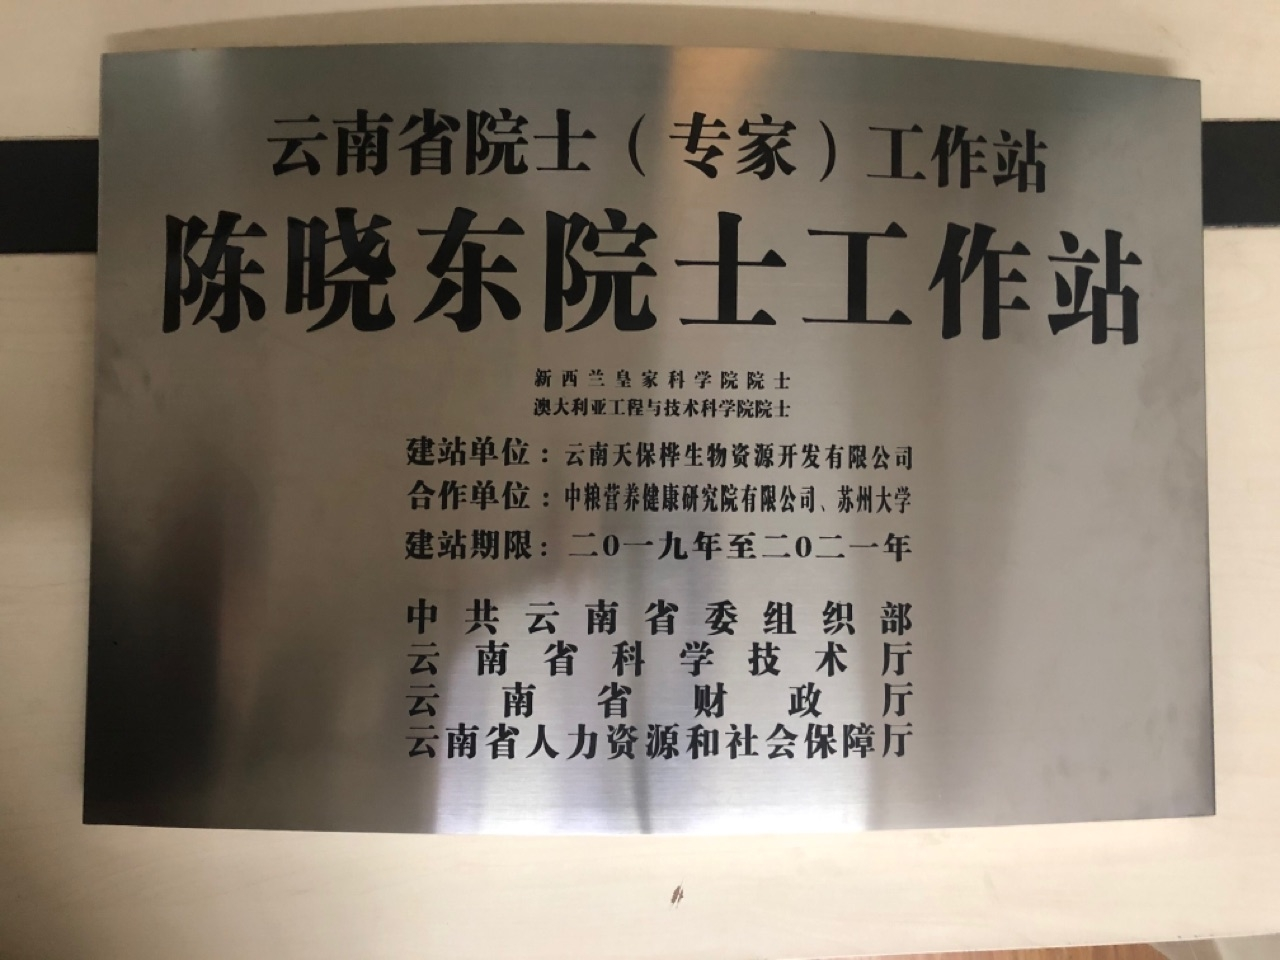 云南省院士（专家）工作站
陈晓东院士工作站
新西兰皇家科学院院士
澳大利亚工程与技术科学院院士
建站单位：云南天保桦生物资源开发有限公司
合作单位：中粮营养健康研究院有限公司、苏州大学
建站期限：二0一九年至二0二一年
中共云南省委组织部
云南省科学技术厅
云南省财政厅
云南省人力资源和社会保障厅